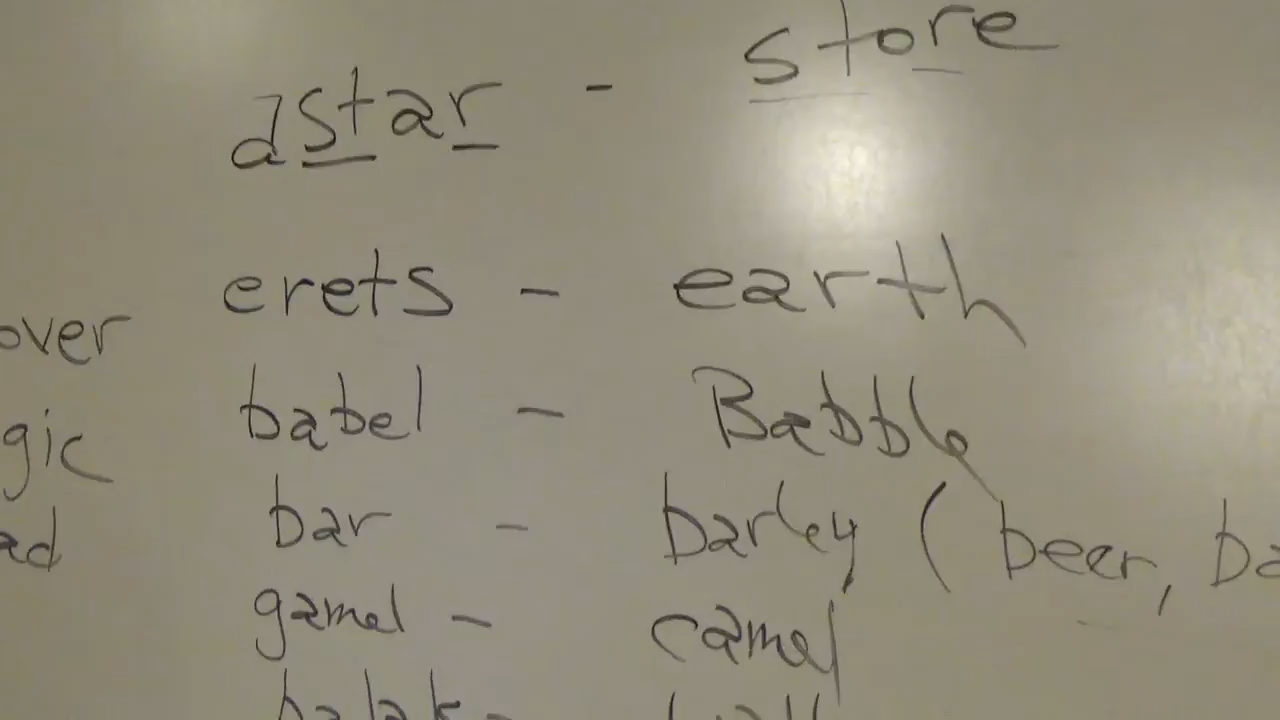 astar - store
erets - earth
over
babel - Babble
gic
bar - barley (beer, ba
ad
gamel - camel